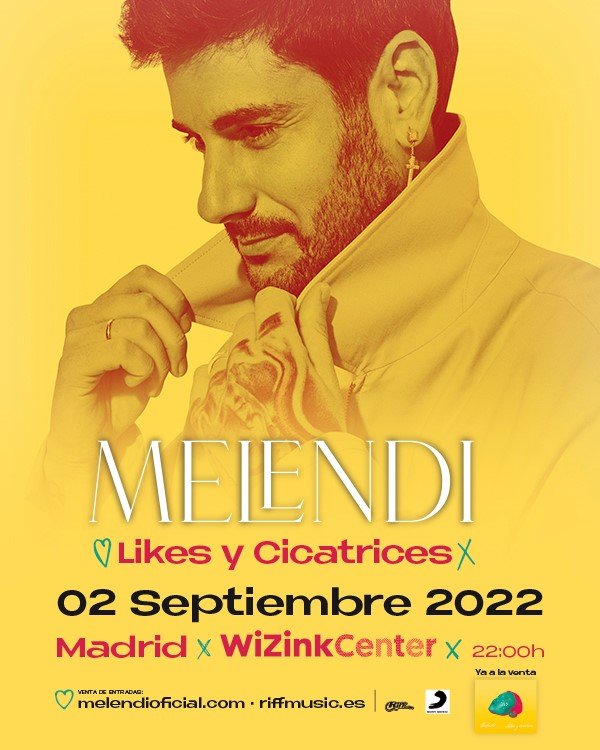 MELENDI
Likes y Cicatrices
02 Septiembre 2022
Madrid x WiZinkCenter x 22:00h
Ya a la venta
VENTA DE ENTRADAS:
melendioficial.com · riffmusic.es